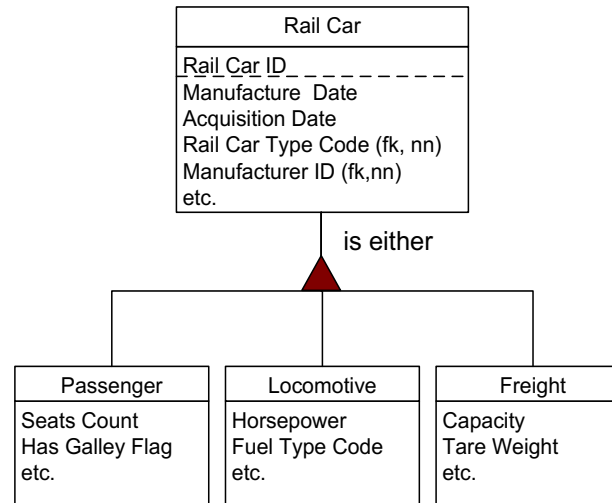 Rail Car
Rail Car ID
Manufacture Date
Acquisition Date
Rail Car Type Code (fk, nn)
Manufacturer ID (fk,nn)
etc.
is either
Passenger
Seats Count
Has Galley Flag
etc.
Locomotive
Horsepower
Fuel Type Code
etc.
Freight
Capacity
Tare Weight
etc.